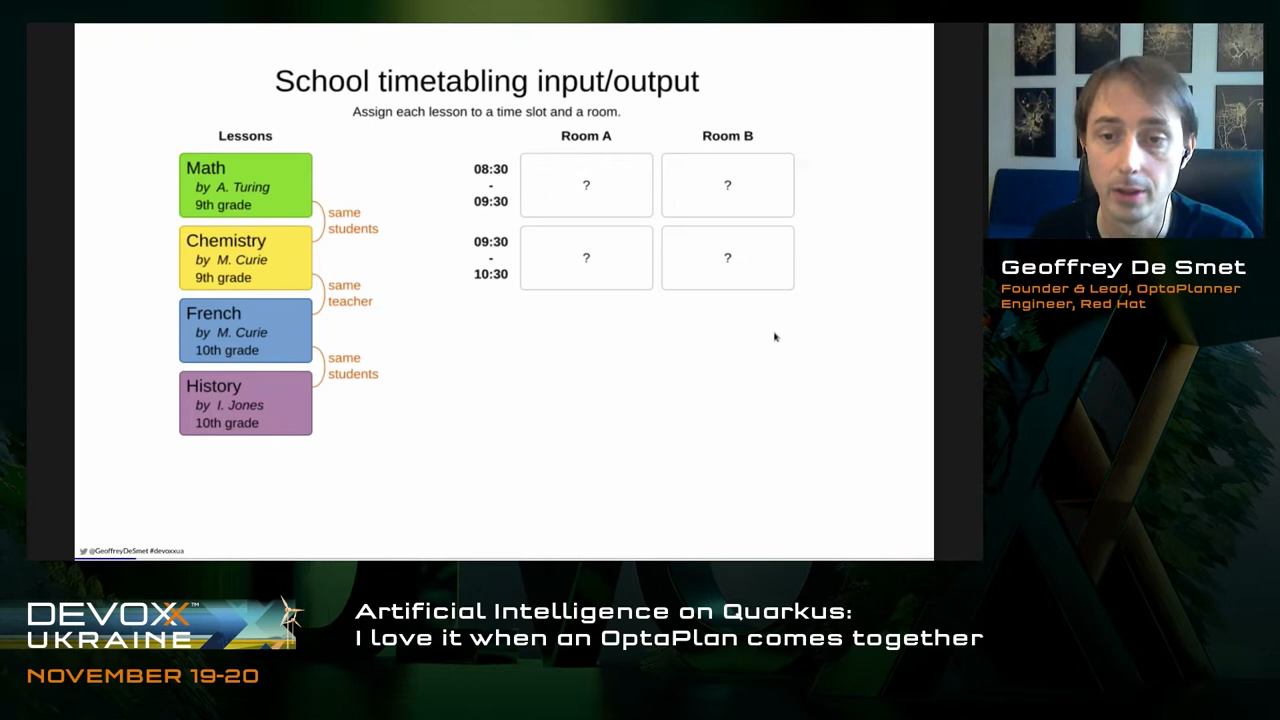 School timetabling input/output
Assign each lesson to a time slot and a room.
Lessons
Math
by A. Turing
9th grade
same
students
Chemistry
by M. Curie
9th grade
same
teacher
French
by M. Curie
10th grade
same
students
History
by I. Jones
10th grade
Room A
Room B
08:30
-
09:30
?
?
09:30
-
10:30
?
?
@GeoffreyDeSmet #devoxxua
Geoffrey De Smet
Founder & Lead, OptaPlanner
Engineer, Red Hat
DEVOXX™
UKRAINE
NOVEMBER 19-20
Artificial Intelligence on Quarkus:
I love it when an OptaPlan comes together